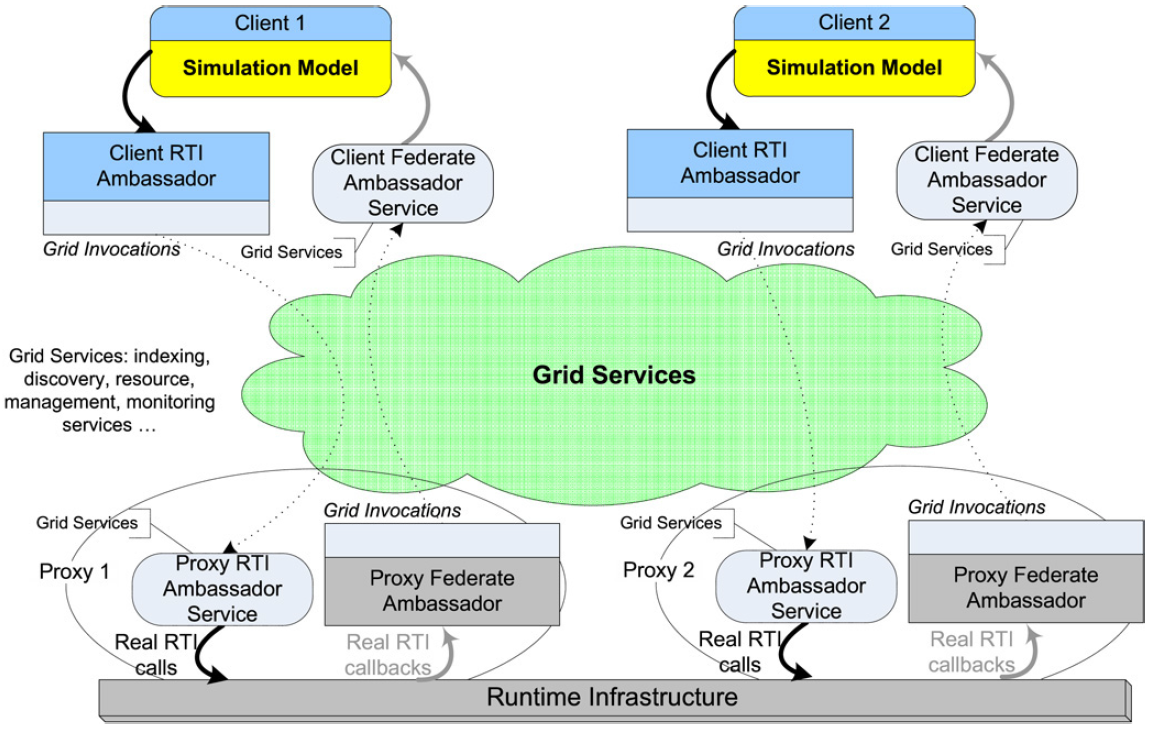 Client 1
Simulation Model
Client RTI
Ambassador
Grid Invocations
Client Federate
Ambassador
Service
Grid Services
Client 2
Simulation Model
Client RTI
Ambassador
Grid Invocations
Client Federate
Ambassador
Service
Grid Services
Grid Services
Grid Services: indexing,
discovery, resource,
management, monitoring
services …
Grid Services
Proxy 1
Proxy RTI
Ambassador
Service
Real RTI
calls
Grid Invocations
Proxy Federate
Ambassador
Real RTI
callbacks
Grid Services
Proxy 2
Proxy RTI
Ambassador
Service
Real RTI
calls
Grid Invocations
Proxy Federate
Ambassador
Real RTI
callbacks
Runtime Infrastructure